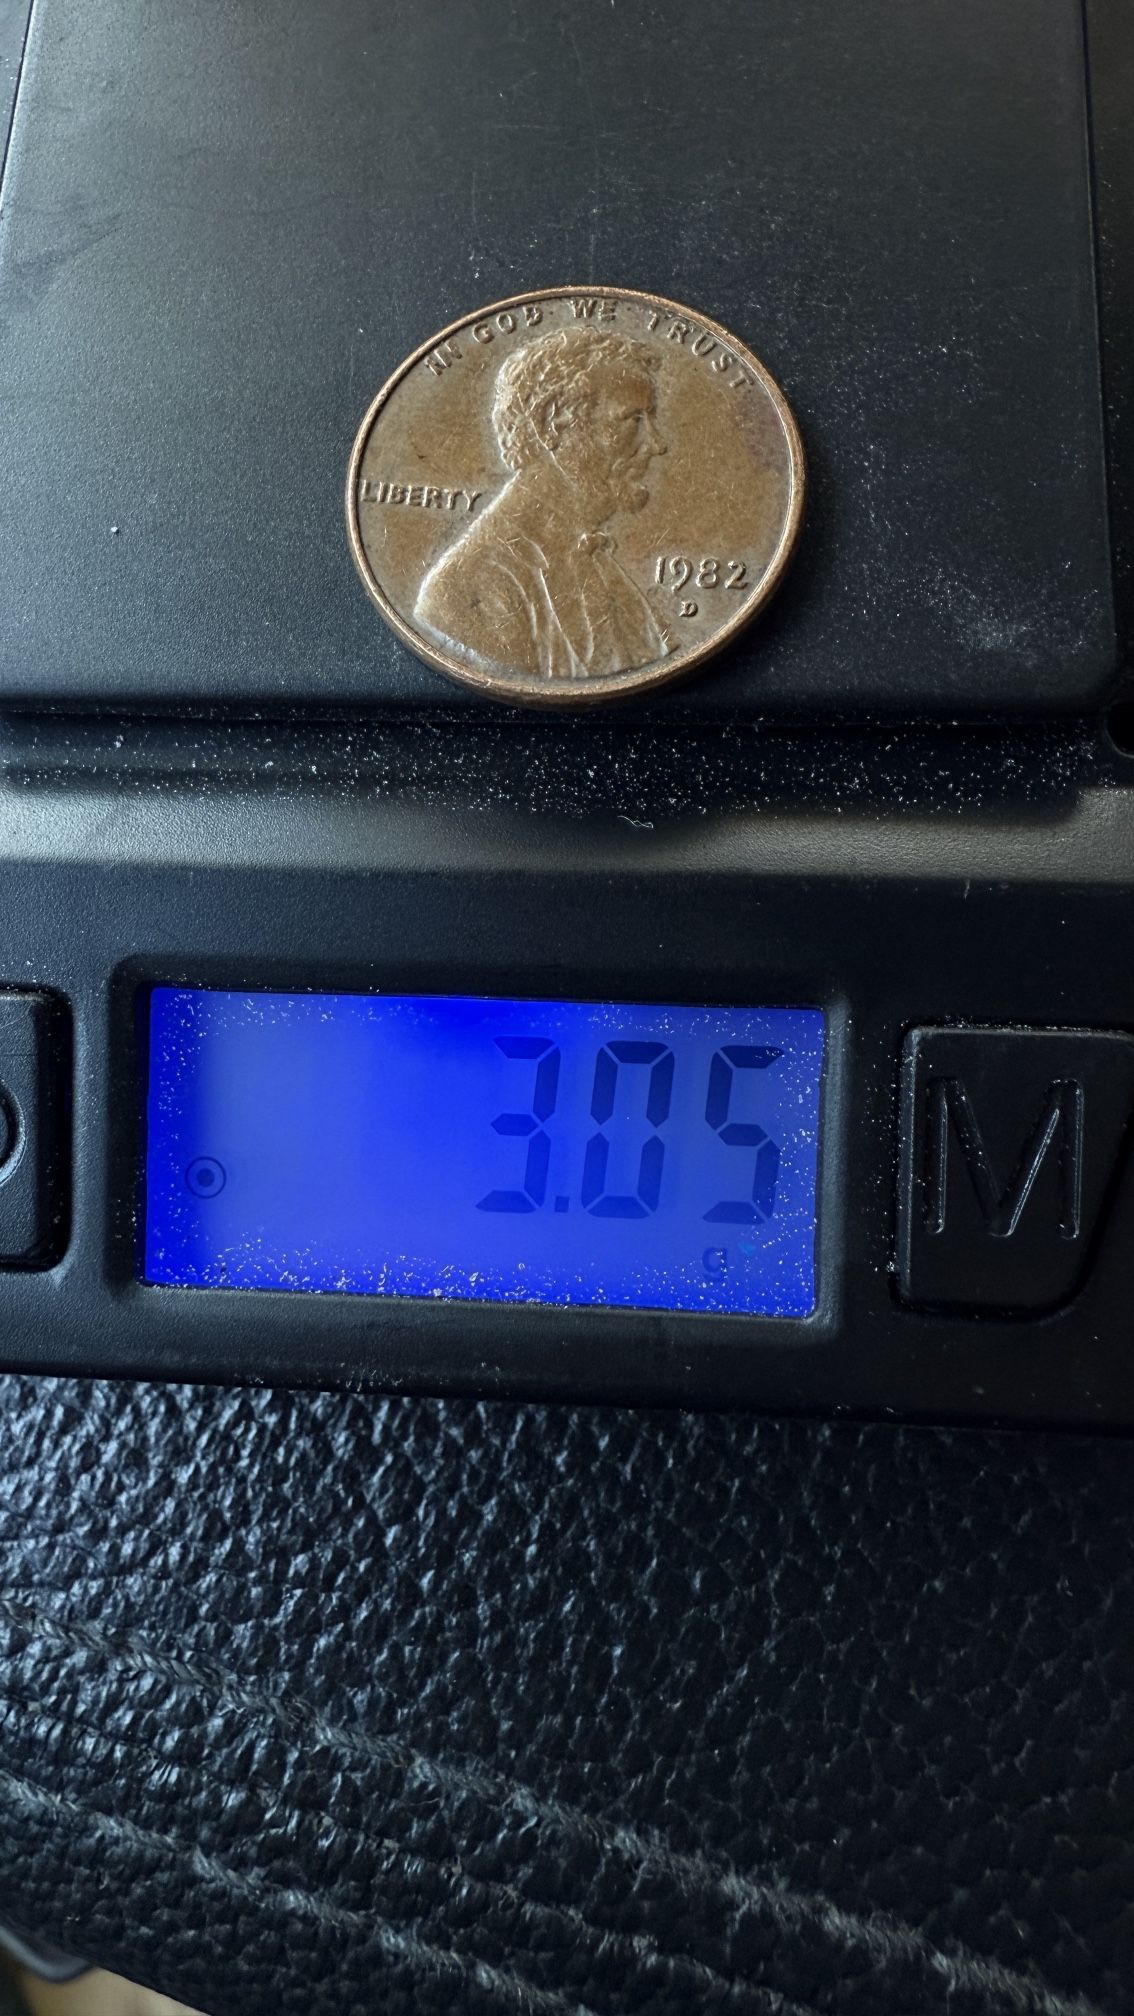 IN GOD WE TRUST
LIBERTY
1982
D
3.05
g
M